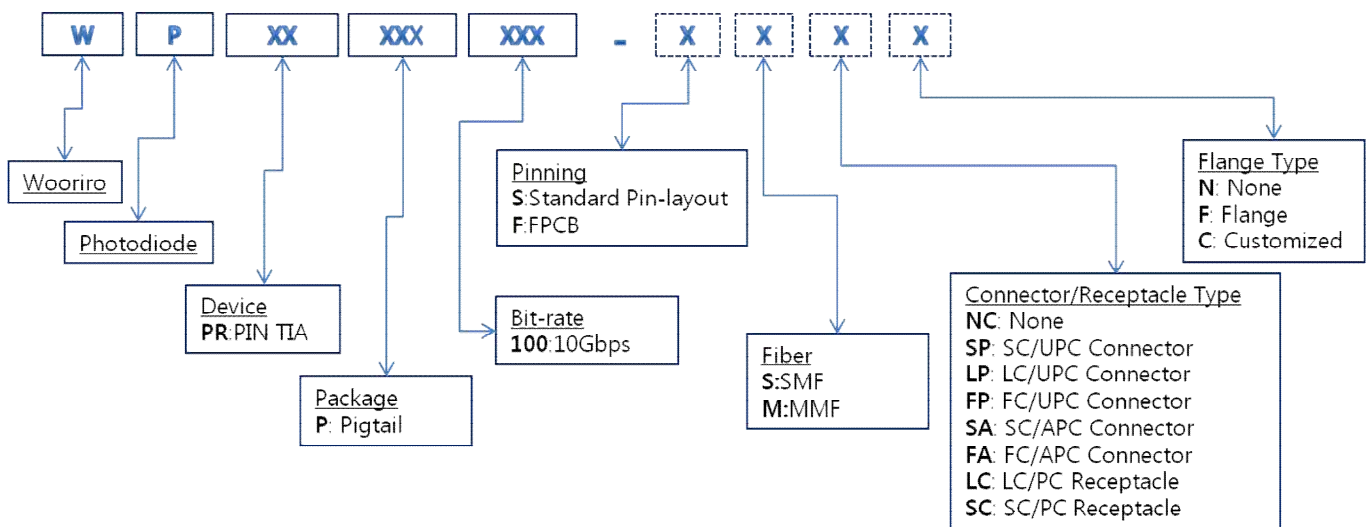 W P XX XXX XXX - X X X X
Wooriro
Photodiode
Device
PR:PIN TIA
Package
P: Pigtail
Bit-rate
100:10Gbps
Pinning
S:Standard Pin-layout
F:FPCB
Fiber
S:SMF
M:MMF
Connector/Receptacle Type
NC: None
SP: SC/UPC Connector
LP: LC/UPC Connector
FP: FC/UPC Connector
SA: SC/APC Connector
FA: FC/APC Connector
LC: LC/PC Receptacle
SC: SC/PC Receptacle
Flange Type
N: None
F: Flange
C: Customized